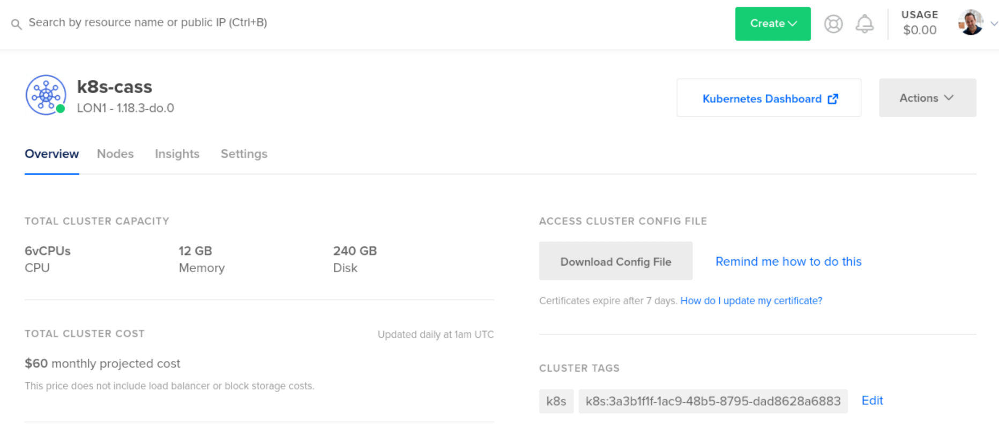 Search by resource name or public IP (Ctrl+B)
Create
USAGE
$0.00
k8s-cass
LON1 - 1.18.3-do.0
Kubernetes Dashboard
Actions
Overview
Nodes
Insights
Settings
TOTAL CLUSTER CAPACITY
6vCPUs
CPU
12 GB
Memory
240 GB
Disk
TOTAL CLUSTER COST
Updated daily at 1am UTC
$60 monthly projected cost
This price does not include load balancer or block storage costs.
ACCESS CLUSTER CONFIG FILE
Download Config File
Remind me how to do this
Certificates expire after 7 days. How do I update my certificate?
CLUSTER TAGS
k8s
k8s:3a3b1f1f-1ac9-48b5-8795-dad8628a6883
Edit